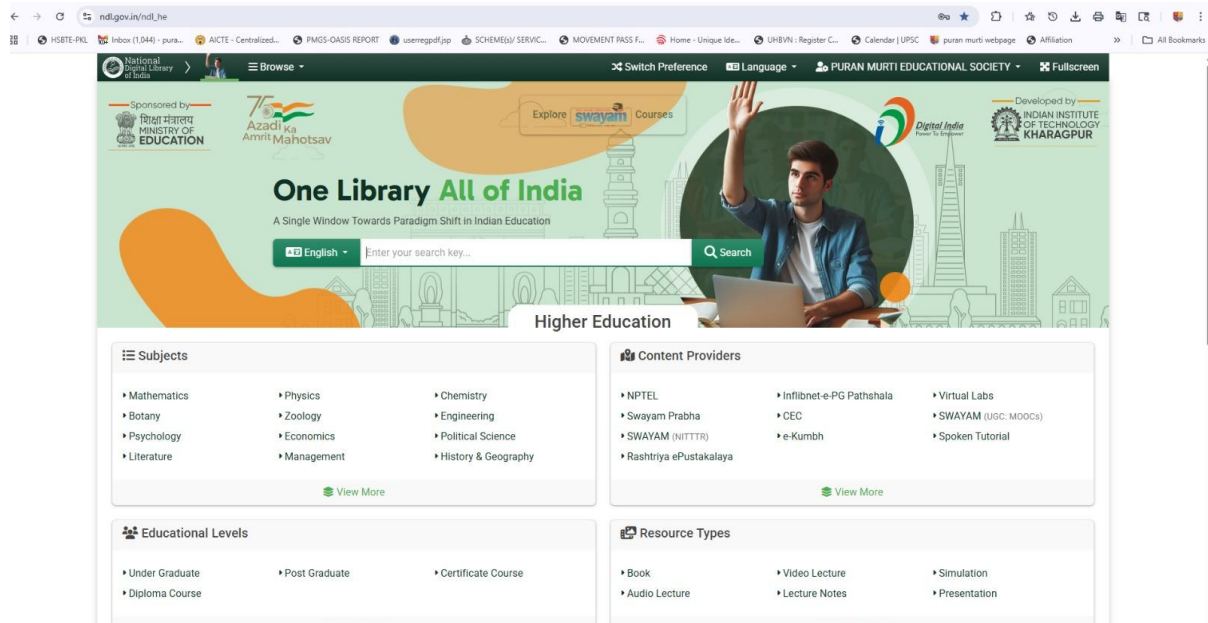 ndl.gov.in/ndl_he
HSBTE-PKL Inbox (1,044) - pura... AICTE - Centralized... PMGS-OASIS REPORT userregpdf.jsp SCHEME(s)/ SERVIC... MOVEMENT PASS F... Home - Unique Ide... UHBVN : Register C... Calendar | UPSC puran murti webpage Affiliation » All Bookmarks
National
Digital Library
of India
Browse Switch Preference Language PURAN MURTI EDUCATIONAL SOCIETY Fullscreen
Sponsored by
शिक्षा मंत्रालय
MINISTRY OF
EDUCATION
75
Azadi Ka
Amrit Mahotsav
Explore swayam Courses
Digital India
Power To Empower
Developed by
INDIAN INSTITUTE
OF TECHNOLOGY
KHARAGPUR
One Library All of India
A Single Window Towards Paradigm Shift in Indian Education
English Enter your search key... Search
Higher Education
Subjects
Mathematics Physics Chemistry
Botany Zoology Engineering
Psychology Economics Political Science
Literature Management History & Geography
View More
Content Providers
NPTEL Inflibnet-e-PG Pathshala Virtual Labs
Swayam Prabha CEC SWAYAM (UGC: MOOCs)
SWAYAM (NITTTR) e-Kumbh Spoken Tutorial
Rashtriya ePustakalaya
View More
Educational Levels
Under Graduate Post Graduate Certificate Course
Diploma Course
Resource Types
Book Video Lecture Simulation
Audio Lecture Lecture Notes Presentation